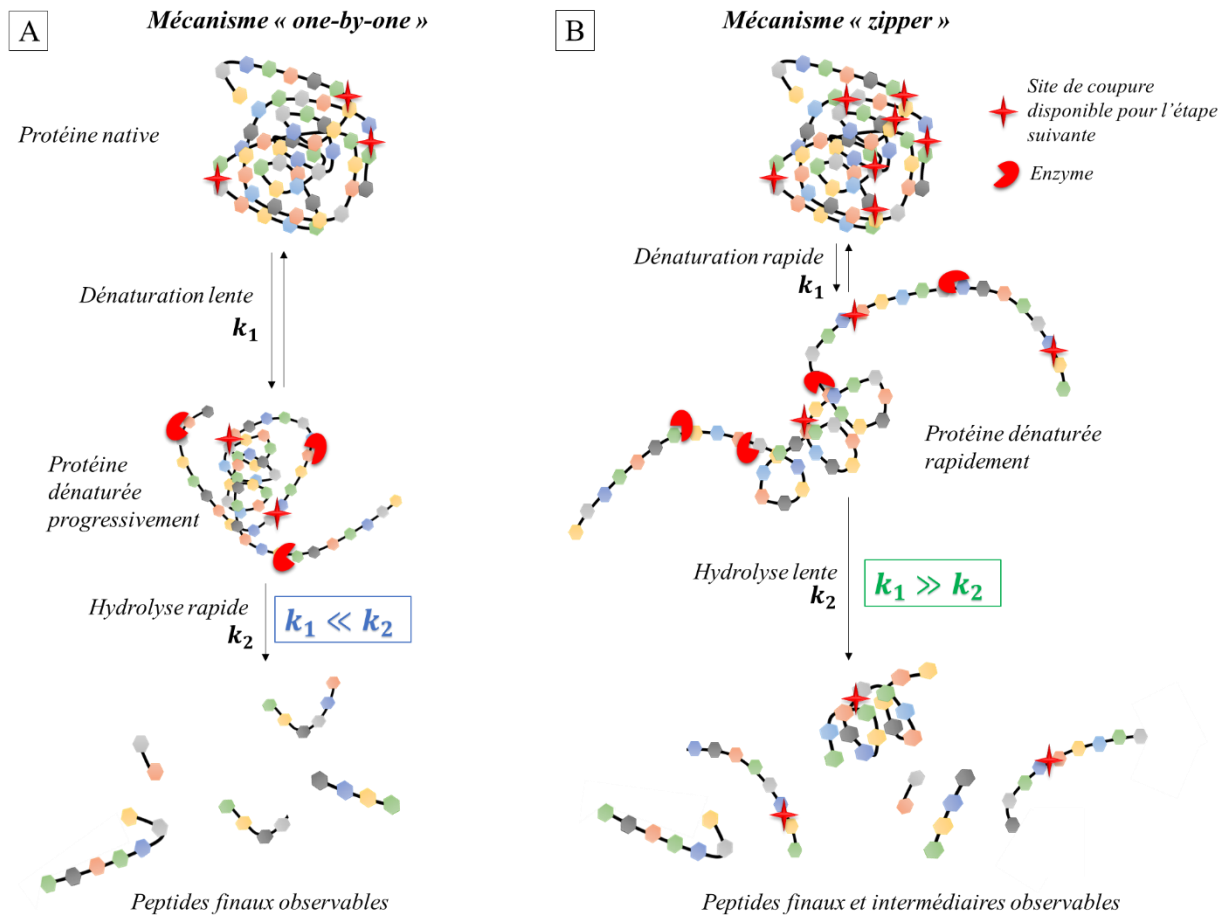 A
Mécanisme « one-by-one »
Protéine native
Dénaturation lente
k₁
Protéine
dénaturée
progressivement
Hydrolyse rapide
k₂
k₁ ≪ k₂
Peptides finaux observables
B
Mécanisme « zipper »
Site de coupure
disponible pour l’étape
suivante
Enzyme
Dénaturation rapide
k₁
Protéine dénaturée
rapidement
Hydrolyse lente
k₂
k₁ ≫ k₂
Peptides finaux et intermédiaires observables